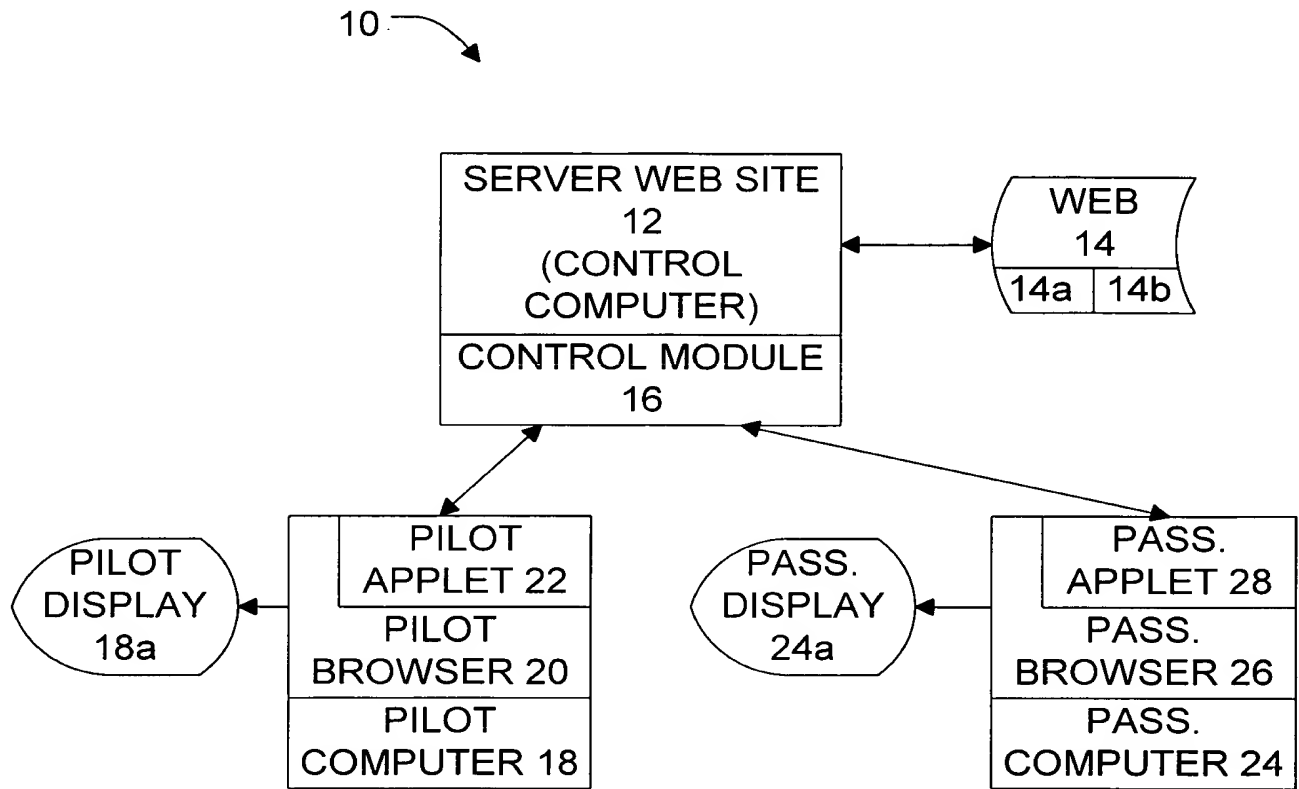 10
SERVER WEB SITE
12
(CONTROL
COMPUTER)
CONTROL MODULE
16
WEB
14
14a 14b
PILOT
DISPLAY
18a
PILOT
APPLET 22
PILOT
BROWSER 20
PILOT
COMPUTER 18
PASS.
DISPLAY
24a
PASS.
APPLET 28
PASS.
BROWSER 26
PASS.
COMPUTER 24